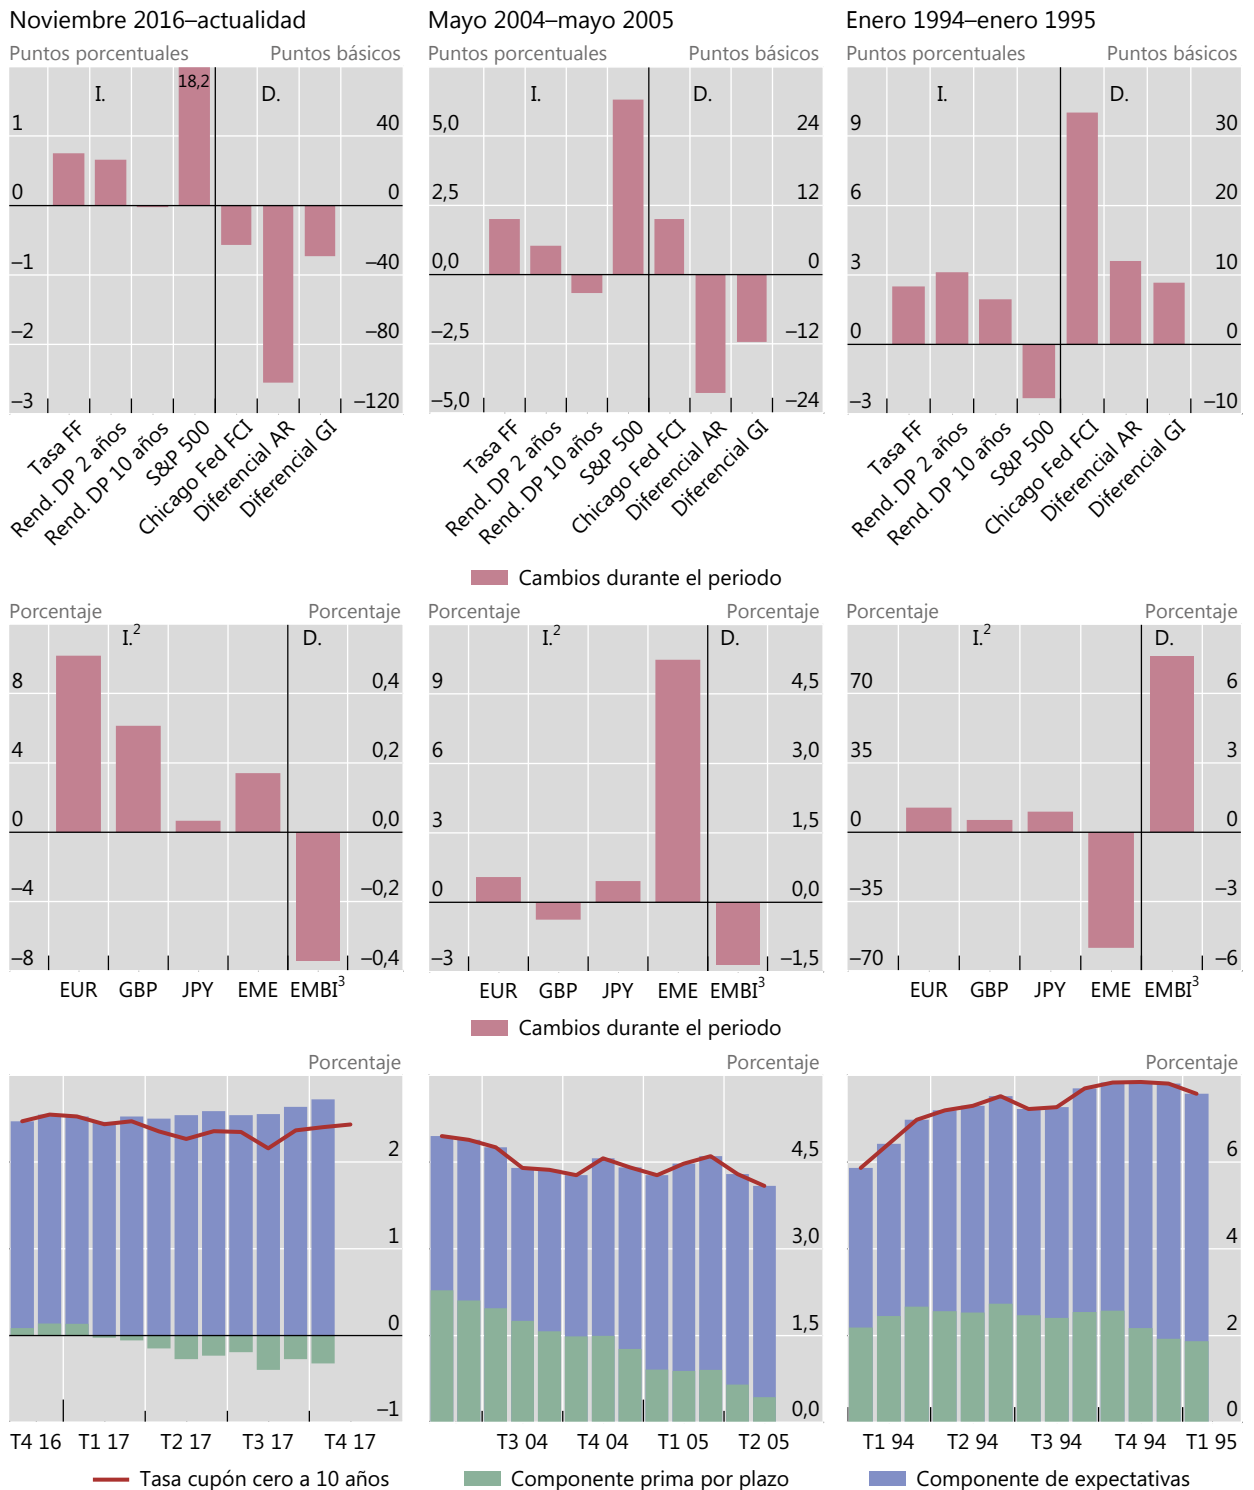 Noviembre 2016–actualidad
Mayo 2004–mayo 2005
Enero 1994–enero 1995
Puntos porcentuales
Puntos básicos
Puntos porcentuales
Puntos básicos
Puntos porcentuales
Puntos básicos
I.
18,2
D.
1
0
–1
–2
–3
40
0
–40
–80
–120
Tasa FF
Rend. DP 2 años
Rend. DP 10 años
S&P 500
Chicago Fed FCI
Diferencial AR
Diferencial GI
I.
D.
5,0
2,5
0,0
–2,5
–5,0
24
12
0
–12
–24
Tasa FF
Rend. DP 2 años
Rend. DP 10 años
S&P 500
Chicago Fed FCI
Diferencial AR
Diferencial GI
I.
D.
9
6
3
0
–3
30
20
10
0
–10
Tasa FF
Rend. DP 2 años
Rend. DP 10 años
S&P 500
Chicago Fed FCI
Diferencial AR
Diferencial GI
Cambios durante el periodo
Porcentaje
Porcentaje
Porcentaje
Porcentaje
Porcentaje
Porcentaje
I.²
D.
8
4
0
–4
–8
0,4
0,2
0,0
–0,2
–0,4
EUR GBP JPY EME EMBI³
I.²
D.
9
6
3
0
–3
4,5
3,0
1,5
0,0
–1,5
EUR GBP JPY EME EMBI³
I.²
D.
70
35
0
–35
–70
6
3
0
–3
–6
EUR GBP JPY EME EMBI³
Cambios durante el periodo
Porcentaje
Porcentaje
Porcentaje
2
1
0
–1
T4 16 T1 17 T2 17 T3 17 T4 17
4,5
3,0
1,5
0,0
T3 04 T4 04 T1 05 T2 05
6
4
2
0
T1 94 T2 94 T3 94 T4 94 T1 95
Tasa cupón cero a 10 años
Componente prima por plazo
Componente de expectativas